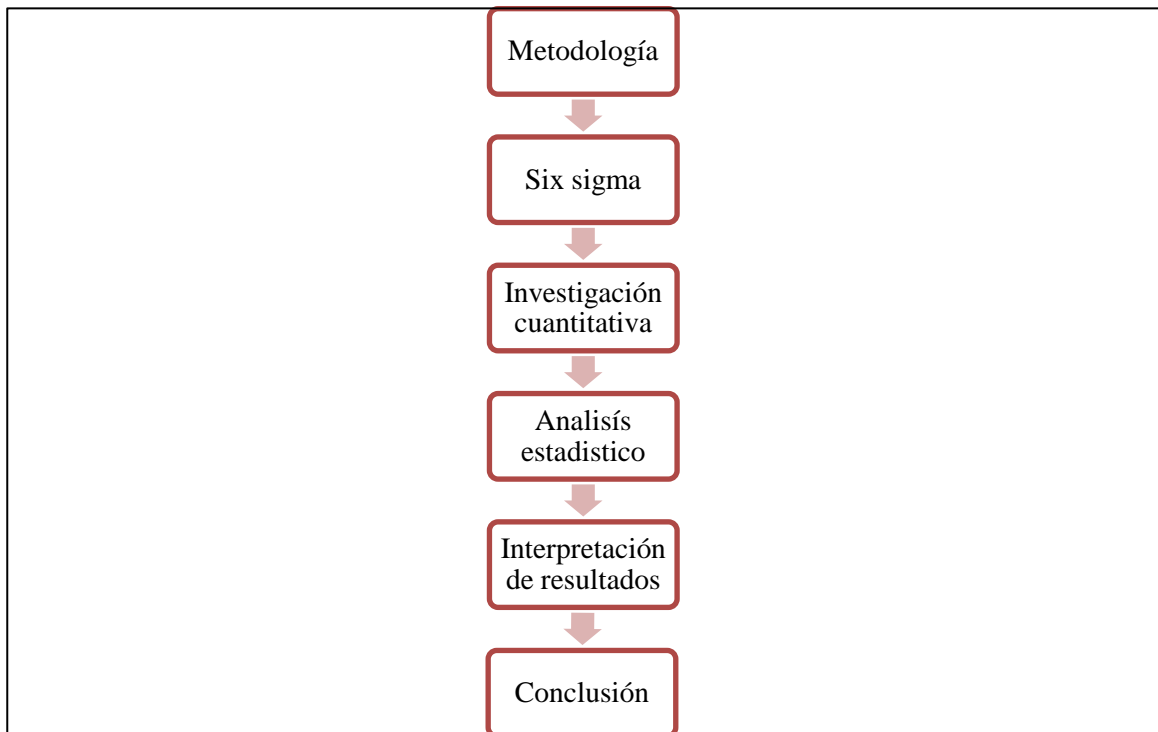 Metodología
Six sigma
Investigación
cuantitativa
Analisís
estadistico
Interpretación
de resultados
Conclusión